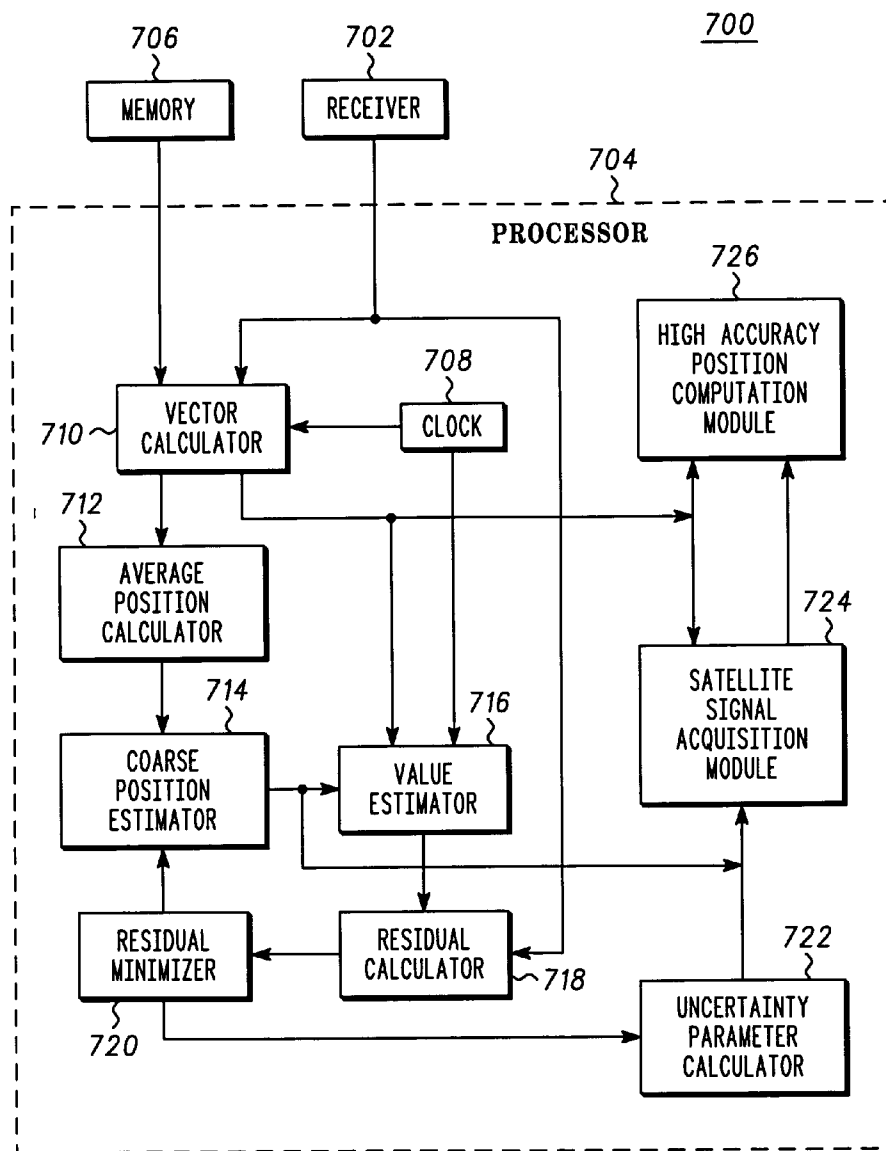 700
706
702
MEMORY
RECEIVER
704
PROCESSOR
726
HIGH ACCURACY
POSITION
COMPUTATION
MODULE
708
CLOCK
710
VECTOR
CALCULATOR
712
AVERAGE
POSITION
CALCULATOR
724
SATELLITE
SIGNAL
ACQUISITION
MODULE
714
COARSE
POSITION
ESTIMATOR
716
VALUE
ESTIMATOR
RESIDUAL
MINIMIZER
720
RESIDUAL
CALCULATOR
718
722
UNCERTAINTY
PARAMETER
CALCULATOR